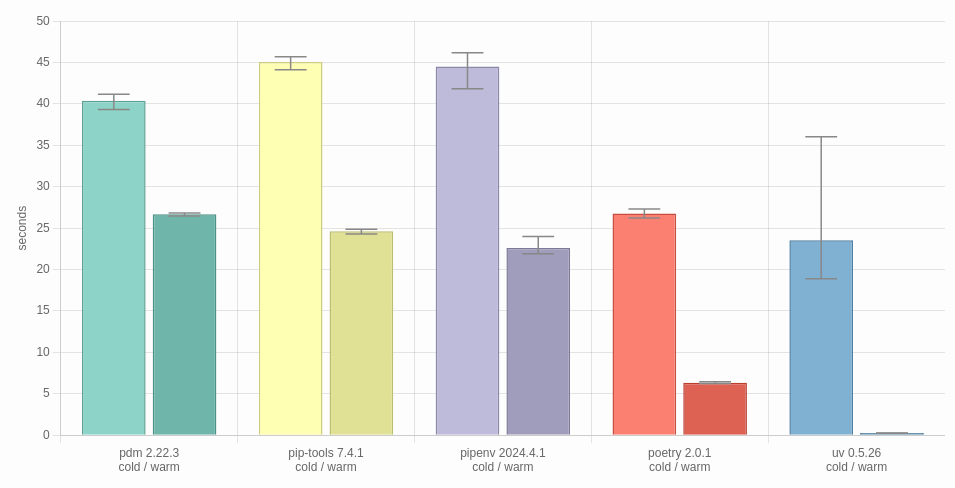 50
45
40
35
30
25
20
15
10
5
0
seconds
pdm 2.22.3
cold / warm
pip-tools 7.4.1
cold / warm
pipenv 2024.4.1
cold / warm
poetry 2.0.1
cold / warm
uv 0.5.26
cold / warm